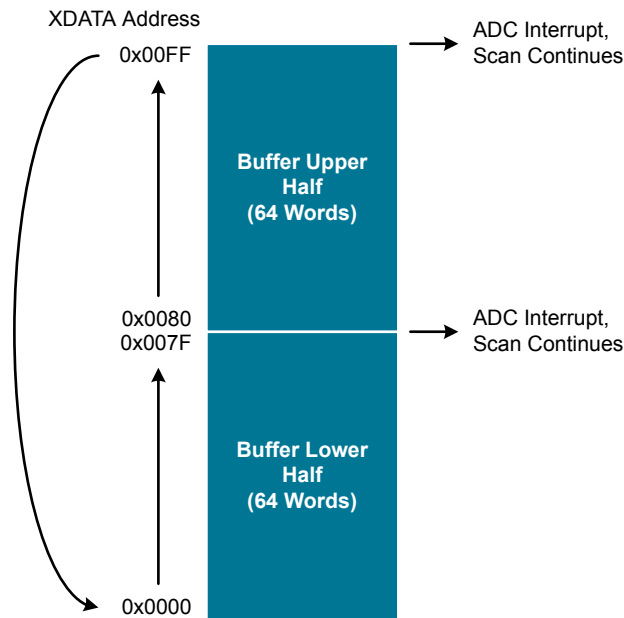 XDATA Address
0x00FF
ADC Interrupt,
Scan Continues
Buffer Upper
Half
(64 Words)
0x0080
0x007F
ADC Interrupt,
Scan Continues
Buffer Lower
Half
(64 Words)
0x0000